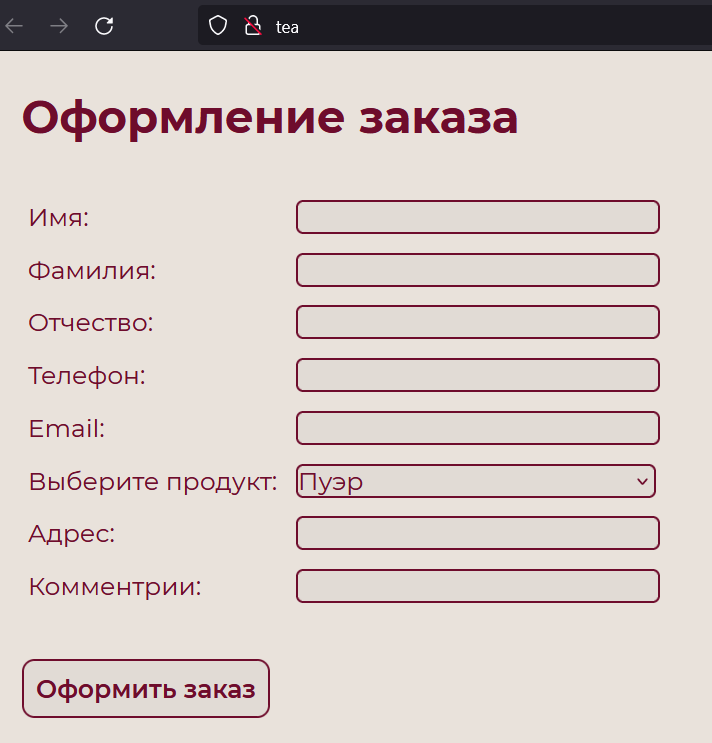 tea
Оформление заказа
Имя:
Фамилия:
Отчество:
Телефон:
Email:
Выберите продукт: Пуэр
Адрес:
Комментрии:
Оформить заказ